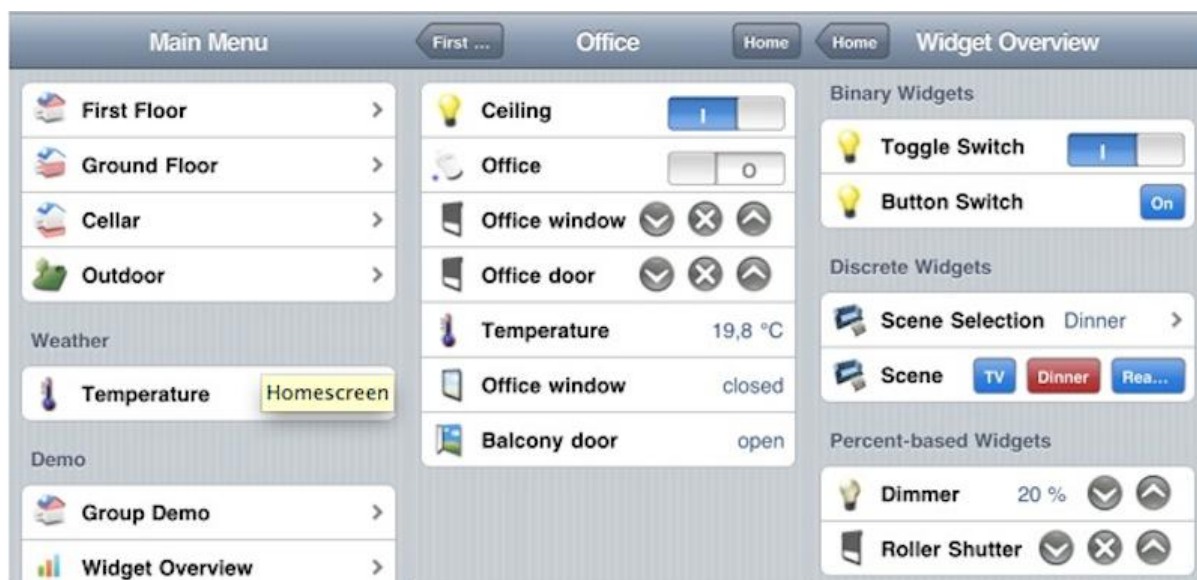 Main Menu
First Floor
Ground Floor
Cellar
Outdoor
Weather
Temperature
Homescreen
Demo
Group Demo
Widget Overview
First ...
Office
Home
Ceiling
I
Office
O
Office window
Office door
Temperature 19,8 °C
Office window closed
Balcony door open
Home
Widget Overview
Binary Widgets
Toggle Switch
I
Button Switch On
Discrete Widgets
Scene Selection Dinner
Scene TV Dinner Rea...
Percent-based Widgets
Dimmer 20 %
Roller Shutter